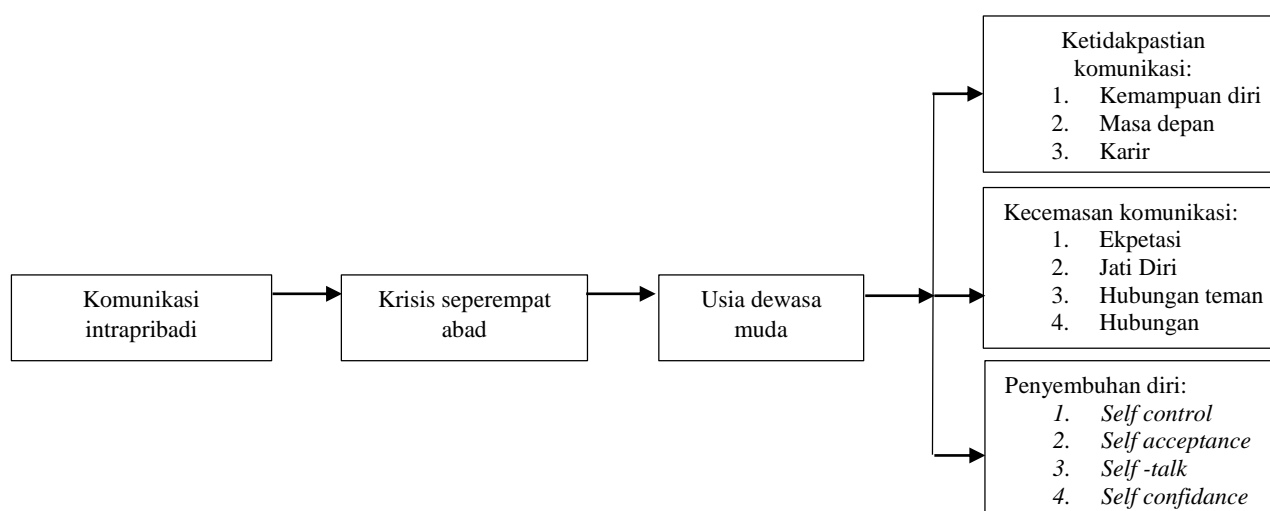 Komunikasi
intrapribadi
Krisis seperempat
abad
Usia dewasa
muda
Ketidakpastian
komunikasi:
1. Kemampuan diri
2. Masa depan
3. Karir
Kecemasan komunikasi:
1. Ekpetasi
2. Jati Diri
3. Hubungan teman
4. Hubungan
Penyembuhan diri:
1. Self control
2. Self acceptance
3. Self -talk
4. Self confidance